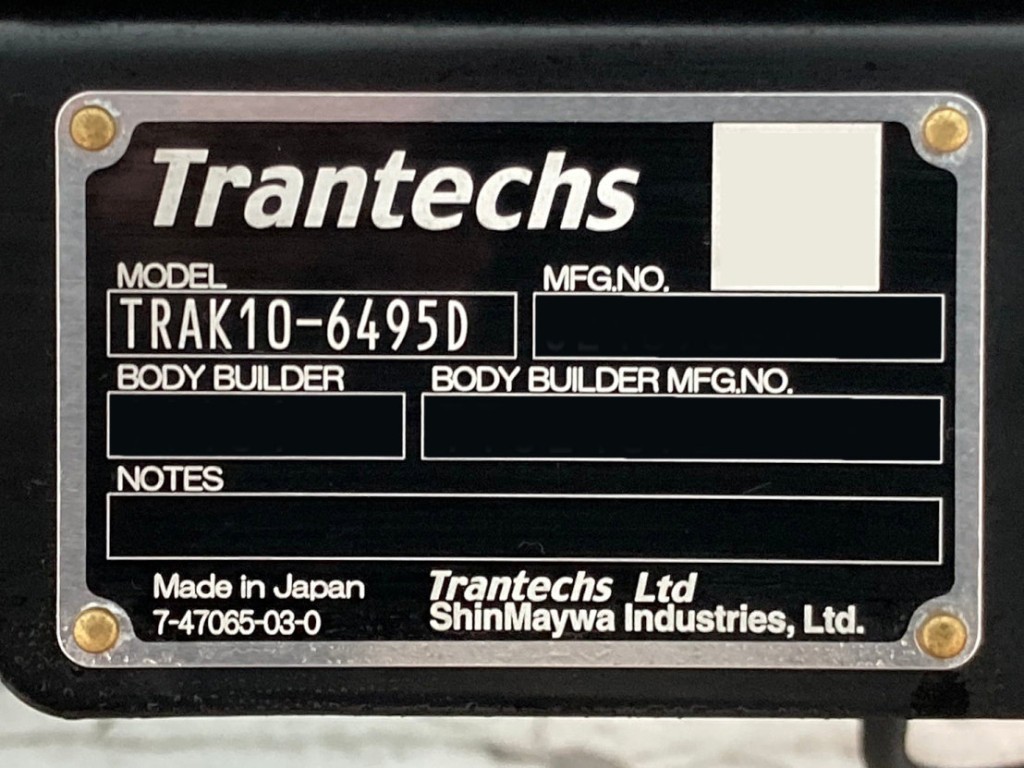 Trantechs
MODEL MFG.NO.
TRAK10-6495D
BODY BUILDER BODY BUILDER MFG.NO.
NOTES
Made in Japan Trantechs Ltd
7-47065-03-0 ShinMaywa Industries, Ltd.